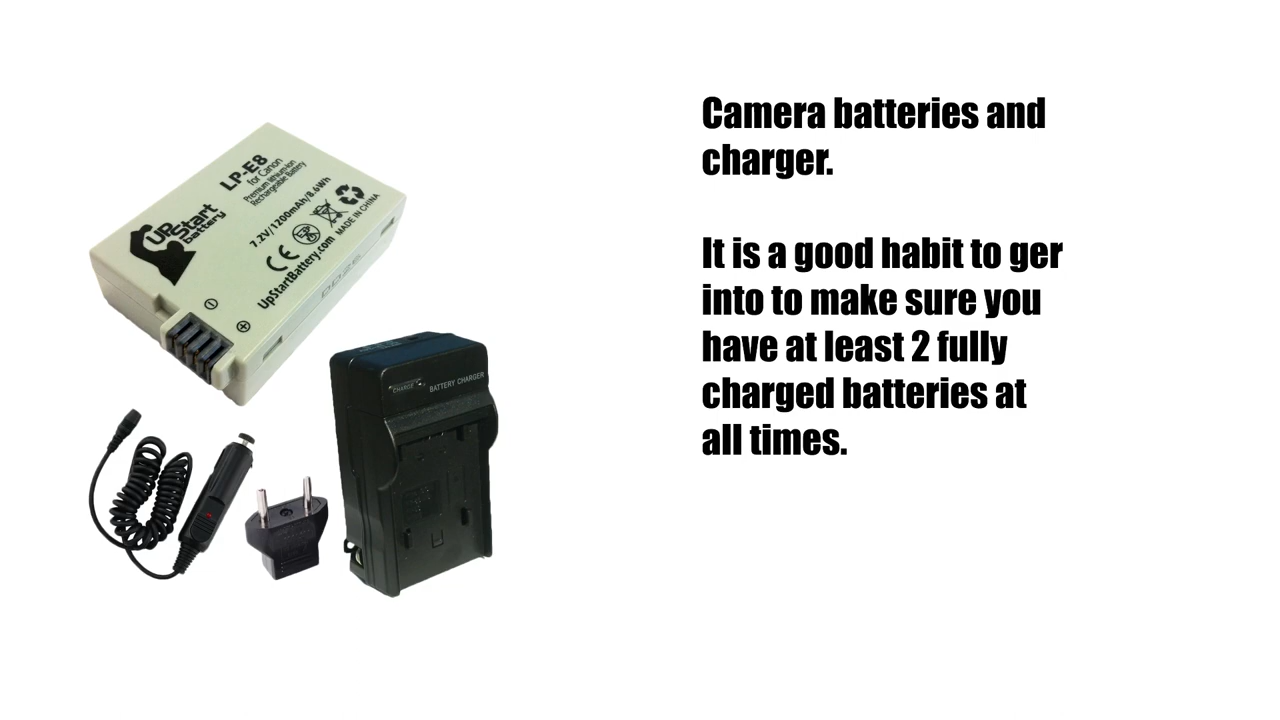 LP-E8
for Canon
Premium lithium-Ion
Rechargeable Battery
UPStart
battery
7.2V/1200mAh/8.6Wh
CE
MADE IN CHINA
UpStartBattery.com
CHARGE
BATTERY CHARGER
Camera batteries and
charger.
It is a good habit to ger
into to make sure you
have at least 2 fully
charged batteries at
all times.